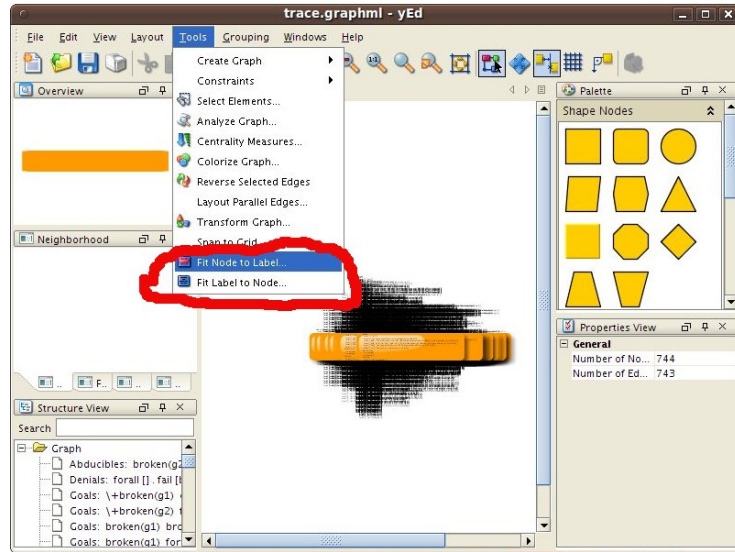 trace.graphml - yEd
File Edit View Layout Tools Grouping Windows Help
Create Graph
Constraints
Select Elements...
Analyze Graph...
Centrality Measures...
Colorize Graph...
Reverse Selected Edges
Layout Parallel Edges...
Transform Graph...
Snap to Grid
Fit Node to Label...
Fit Label to Node...
1:1
Overview
Neighborhood
.. F.. .. ..
Structure View
Search
Graph
Abducibles: broken(g2
Denials: forall [] . fail [b
Goals: \+broken(g1)
Goals: \+broken(g2) f
Goals: broken(g1) bro
Goals: broken(g1) for
Palette
Shape Nodes
Properties View
General
Number of No... 744
Number of Ed... 743